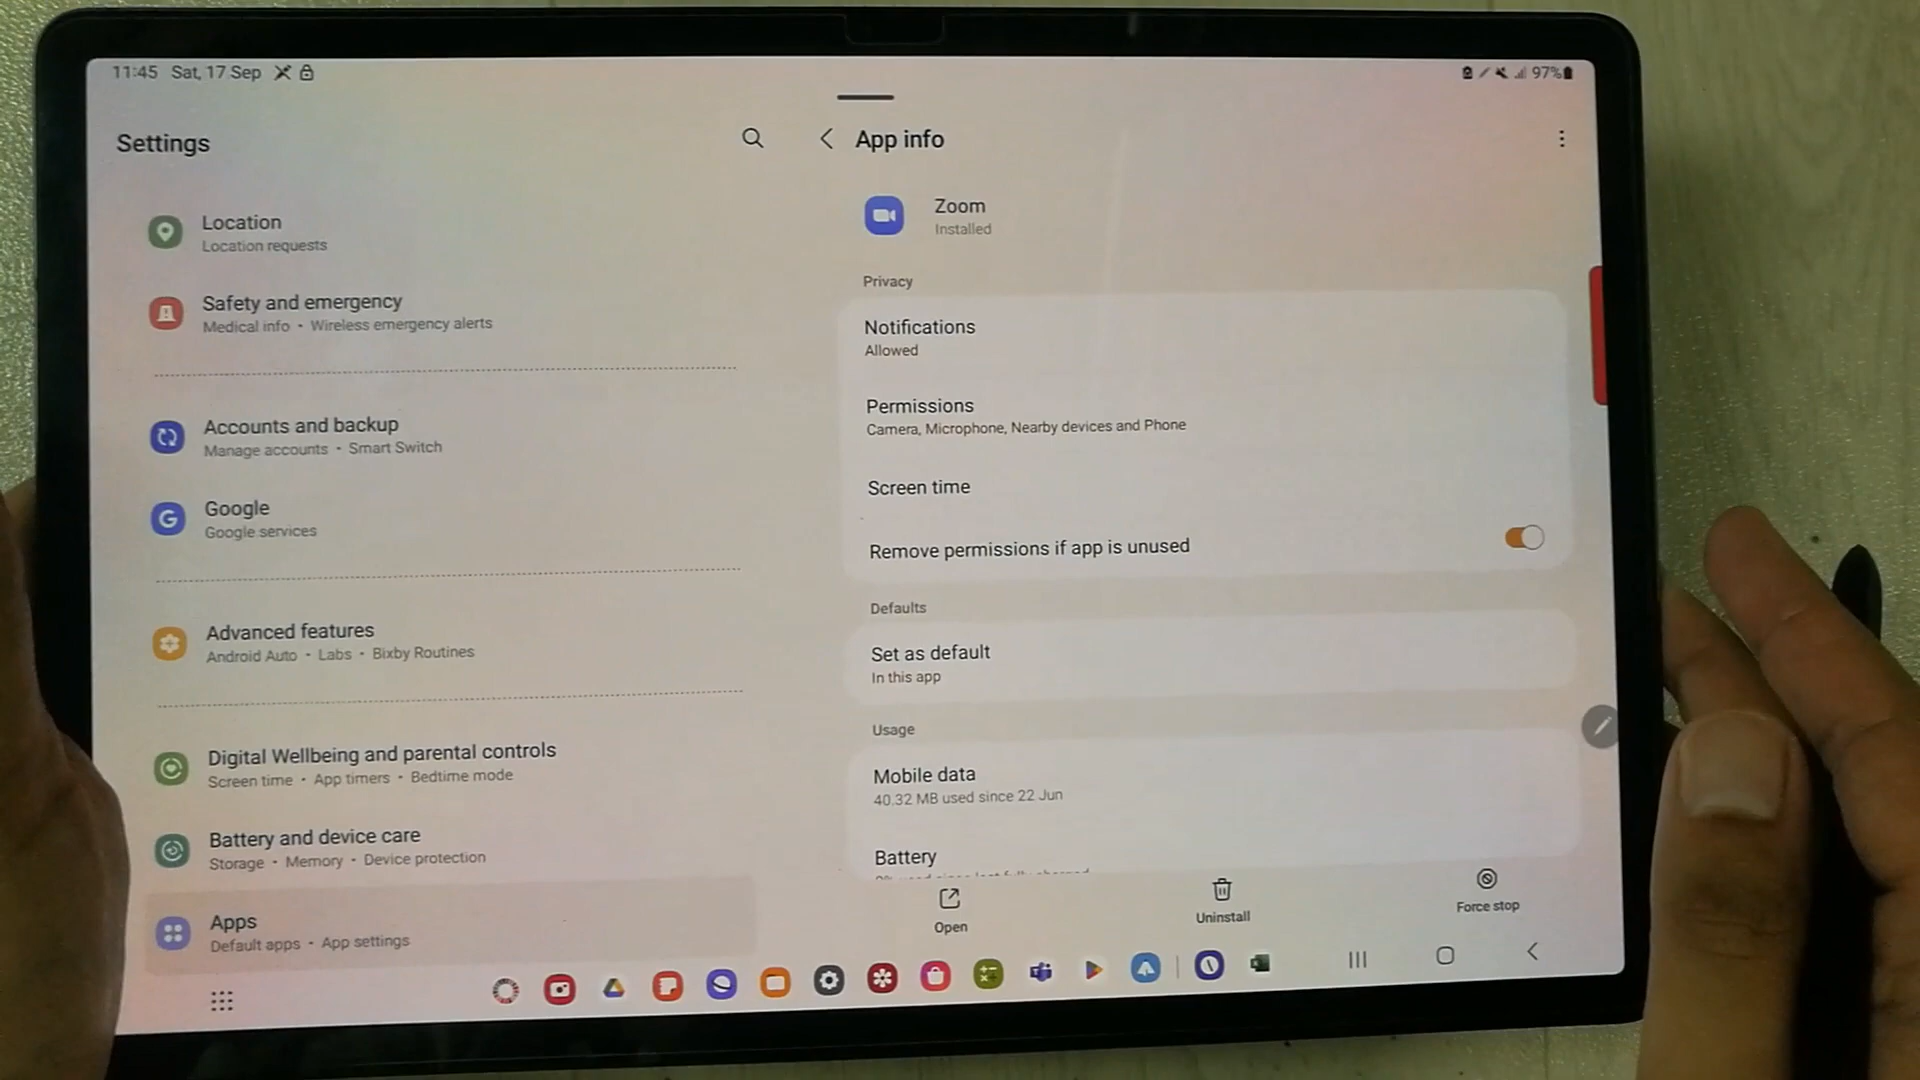 11:45 Sat, 17 Sep
97%
Settings
Location
Location requests
Safety and emergency
Medical info • Wireless emergency alerts
Accounts and backup
Manage accounts • Smart Switch
Google
Google services
Advanced features
Android Auto • Labs • Bixby Routines
Digital Wellbeing and parental controls
Screen time • App timers • Bedtime mode
Battery and device care
Storage • Memory • Device protection
Apps
Default apps • App settings
App info
Zoom
Installed
Privacy
Notifications
Allowed
Permissions
Camera, Microphone, Nearby devices and Phone
Screen time
Remove permissions if app is unused
Defaults
Set as default
In this app
Usage
Mobile data
40.32 MB used since 22 Jun
Battery
Open
Uninstall
Force stop